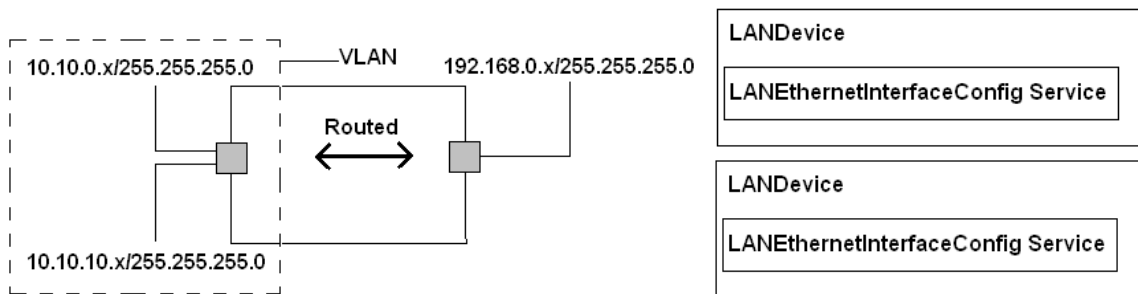 VLAN
10.10.0.x/255.255.255.0
192.168.0.x/255.255.255.0
Routed
10.10.10.x/255.255.255.0
LANDevice
LANEthernetInterfaceConfig Service
LANDevice
LANEthernetInterfaceConfig Service